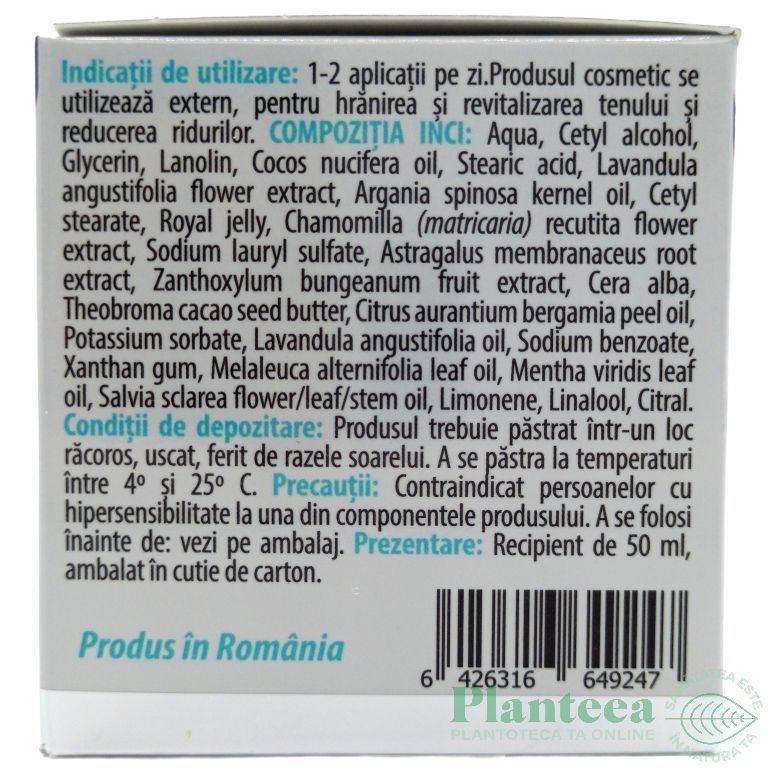 Indicații de utilizare: 1-2 aplicații pe zi.Produsul cosmetic se
utilizează extern, pentru hrănirea și revitalizarea tenului și
reducerea ridurilor. COMPOZIȚIA INCI: Aqua, Cetyl alcohol,
Glycerin, Lanolin, Cocos nucifera oil, Stearic acid, Lavandula
angustifolia flower extract, Argania spinosa kernel oil, Cetyl
stearate, Royal jelly, Chamomilla (matricaria) recutita flower
extract, Sodium lauryl sulfate, Astragalus membranaceus root
extract, Zanthoxylum bungeanum fruit extract, Cera alba,
Theobroma cacao seed butter, Citrus aurantium bergamia peel oil,
Potassium sorbate, Lavandula angustifolia oil, Sodium benzoate,
Xanthan gum, Melaleuca alternifolia leaf oil, Mentha viridis leaf
oil, Salvia sclarea flower/leaf/stem oil, Limonene, Linalool, Citral.
Condiții de depozitare: Produsul trebuie păstrat într-un loc
răcoros, uscat, ferit de razele soarelui. A se păstra la temperaturi
între 4º și 25º C. Precauții: Contraindicat persoanelor cu
hipersensibilitate la una din componentele produsului. A se folosi
înainte de: vezi pe ambalaj. Prezentare: Recipient de 50 ml,
ambalat în cutie de carton.
Produs în România
6 426316 649247
Planteea
PLANTOTECA TA ONLINE
SĂNĂTATEA ESTE
ÎN NATURA TA